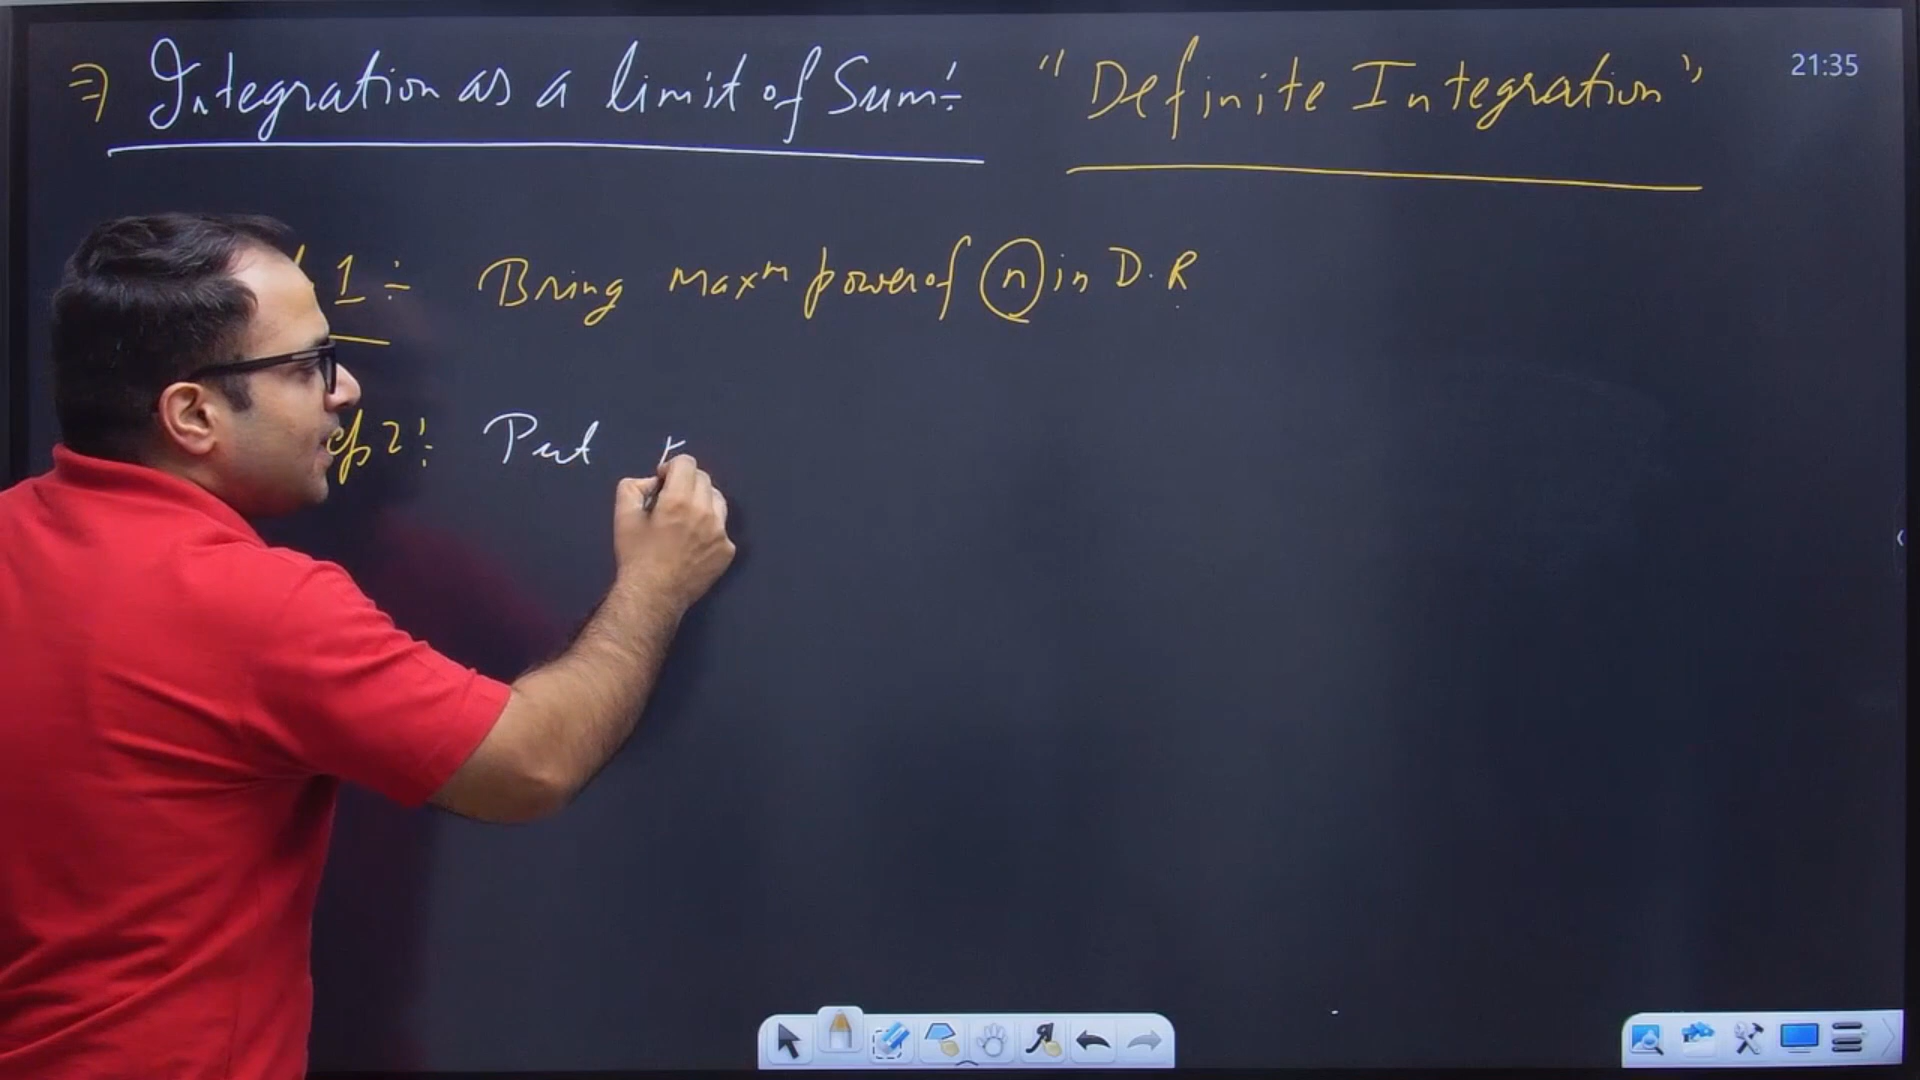 ⇒ Integration as a limit of Sum:- "Definite Integration"
21:35
1 :- Bring maxᵐ power of n in D.R
2 :- Put